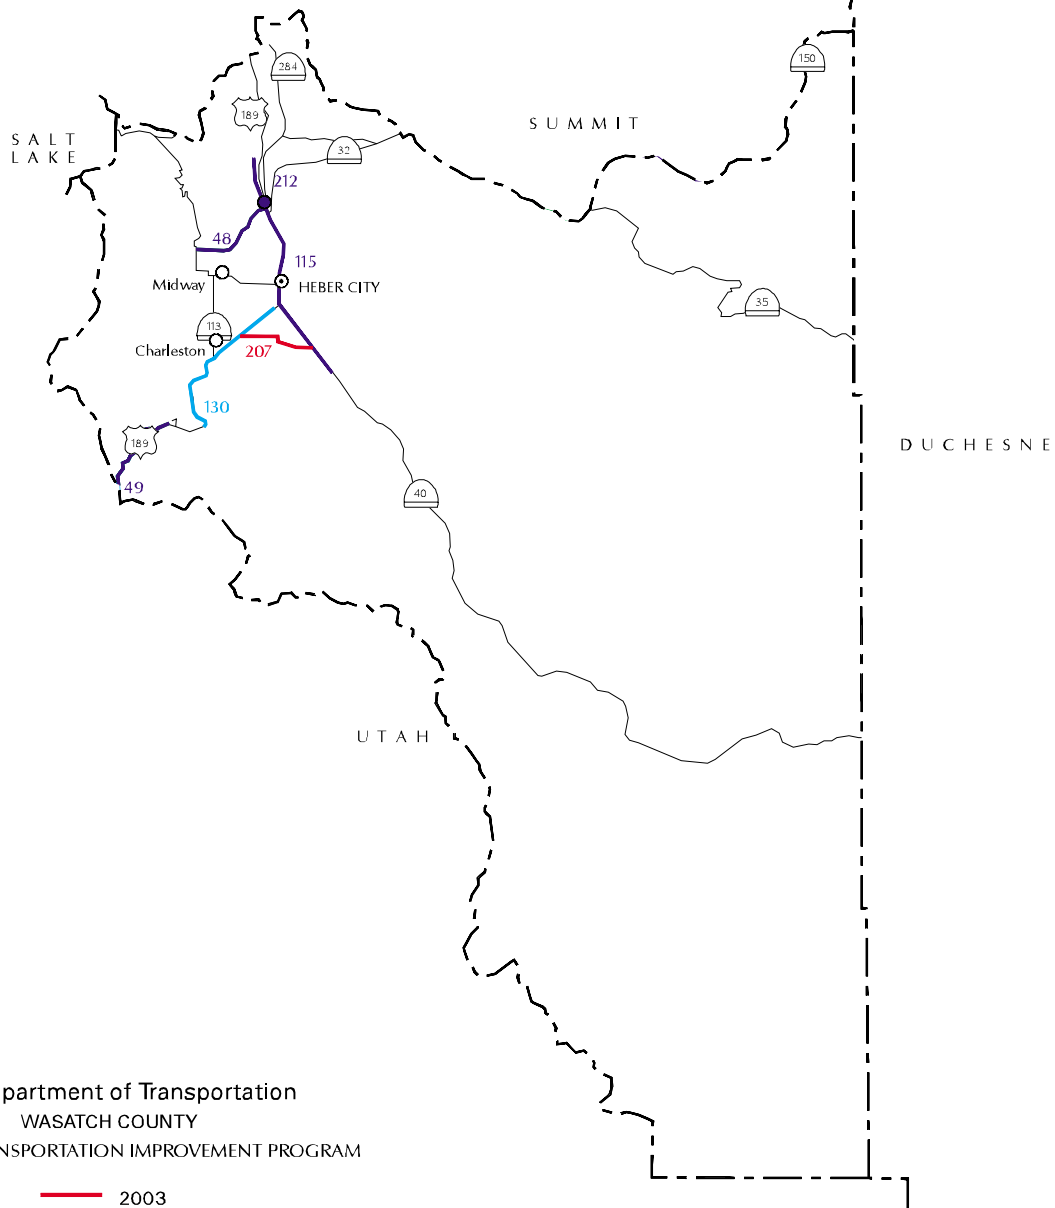 284
150
189
SUMMIT
SALT
LAKE
32
212
48
115
Midway
HEBER CITY
35
113
Charleston
207
130
189
DUCHESNE
49
40
UTAH
partment of Transportation
WASATCH COUNTY
NSPORTATION IMPROVEMENT PROGRAM
2003